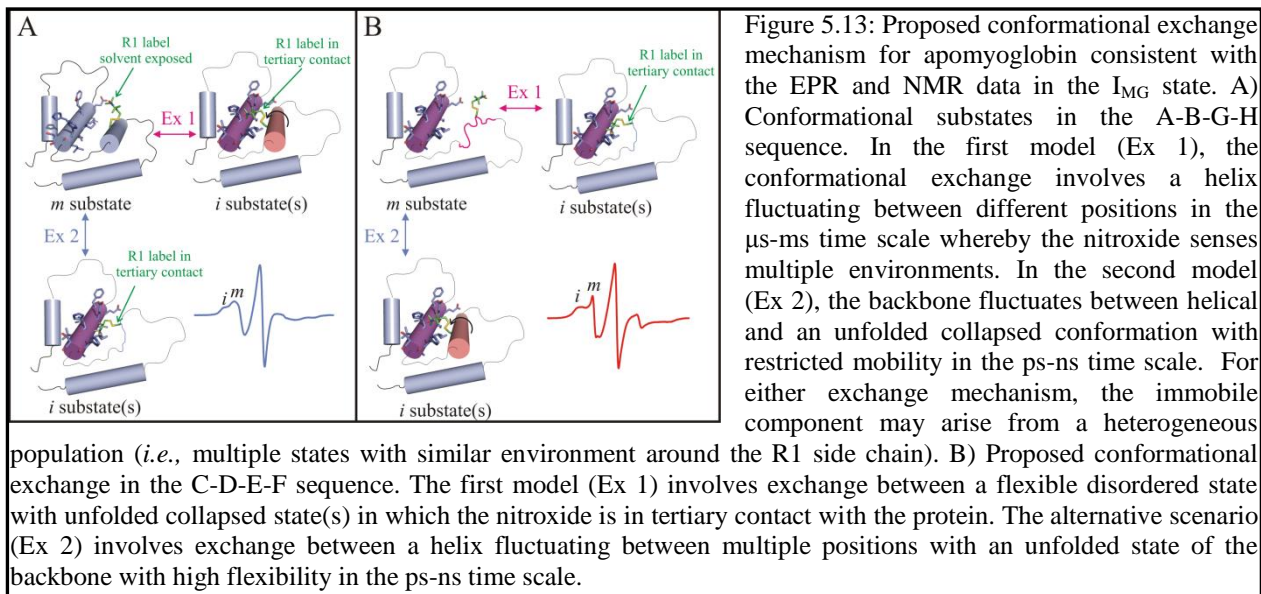 A
R1 label
solvent exposed
R1 label in
tertiary contact
Ex 1
m substate
i substate(s)
Ex 2
R1 label in
tertiary contact
i m
i substate(s)
B
Ex 1
R1 label in
tertiary contact
m substate
i substate(s)
Ex 2
i m
i substate(s)
Figure 5.13: Proposed conformational exchange
mechanism for apomyoglobin consistent with
the EPR and NMR data in the IMG state. A)
Conformational substates in the A-B-G-H
sequence. In the first model (Ex 1), the
conformational exchange involves a helix
fluctuating between different positions in the
μs-ms time scale whereby the nitroxide senses
multiple environments. In the second model
(Ex 2), the backbone fluctuates between helical
and an unfolded collapsed conformation with
restricted mobility in the ps-ns time scale. For
either exchange mechanism, the immobile
component may arise from a heterogeneous
population (i.e., multiple states with similar environment around the R1 side chain). B) Proposed conformational
exchange in the C-D-E-F sequence. The first model (Ex 1) involves exchange between a flexible disordered state
with unfolded collapsed state(s) in which the nitroxide is in tertiary contact with the protein. The alternative scenario
(Ex 2) involves exchange between a helix fluctuating between multiple positions with an unfolded state of the
backbone with high flexibility in the ps-ns time scale.